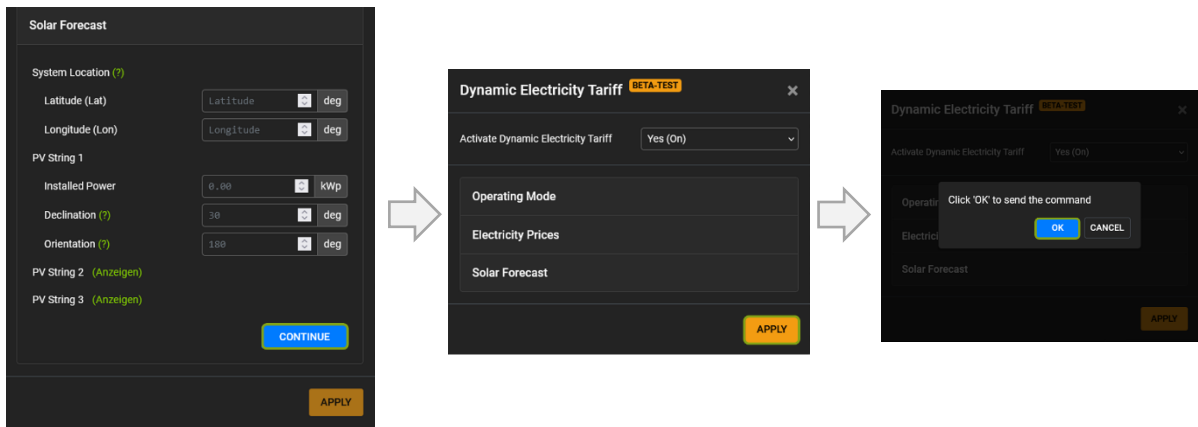 Solar Forecast
System Location (?)
Latitude (Lat) Latitude deg
Longitude (Lon) Longitude deg
PV String 1
Installed Power 0.00 kWp
Declination (?) 30 deg
Orientation (?) 180 deg
PV String 2 (Anzeigen)
PV String 3 (Anzeigen)
CONTINUE
APPLY
Dynamic Electricity Tariff BETA-TEST ×
Activate Dynamic Electricity Tariff Yes (On)
Operating Mode
Electricity Prices
Solar Forecast
APPLY
Dynamic Electricity Tariff BETA-TEST ×
Activate Dynamic Electricity Tariff Yes (On)
Operatin
Click 'OK' to send the command
OK CANCEL
Electrici
Solar Forecast
APPLY